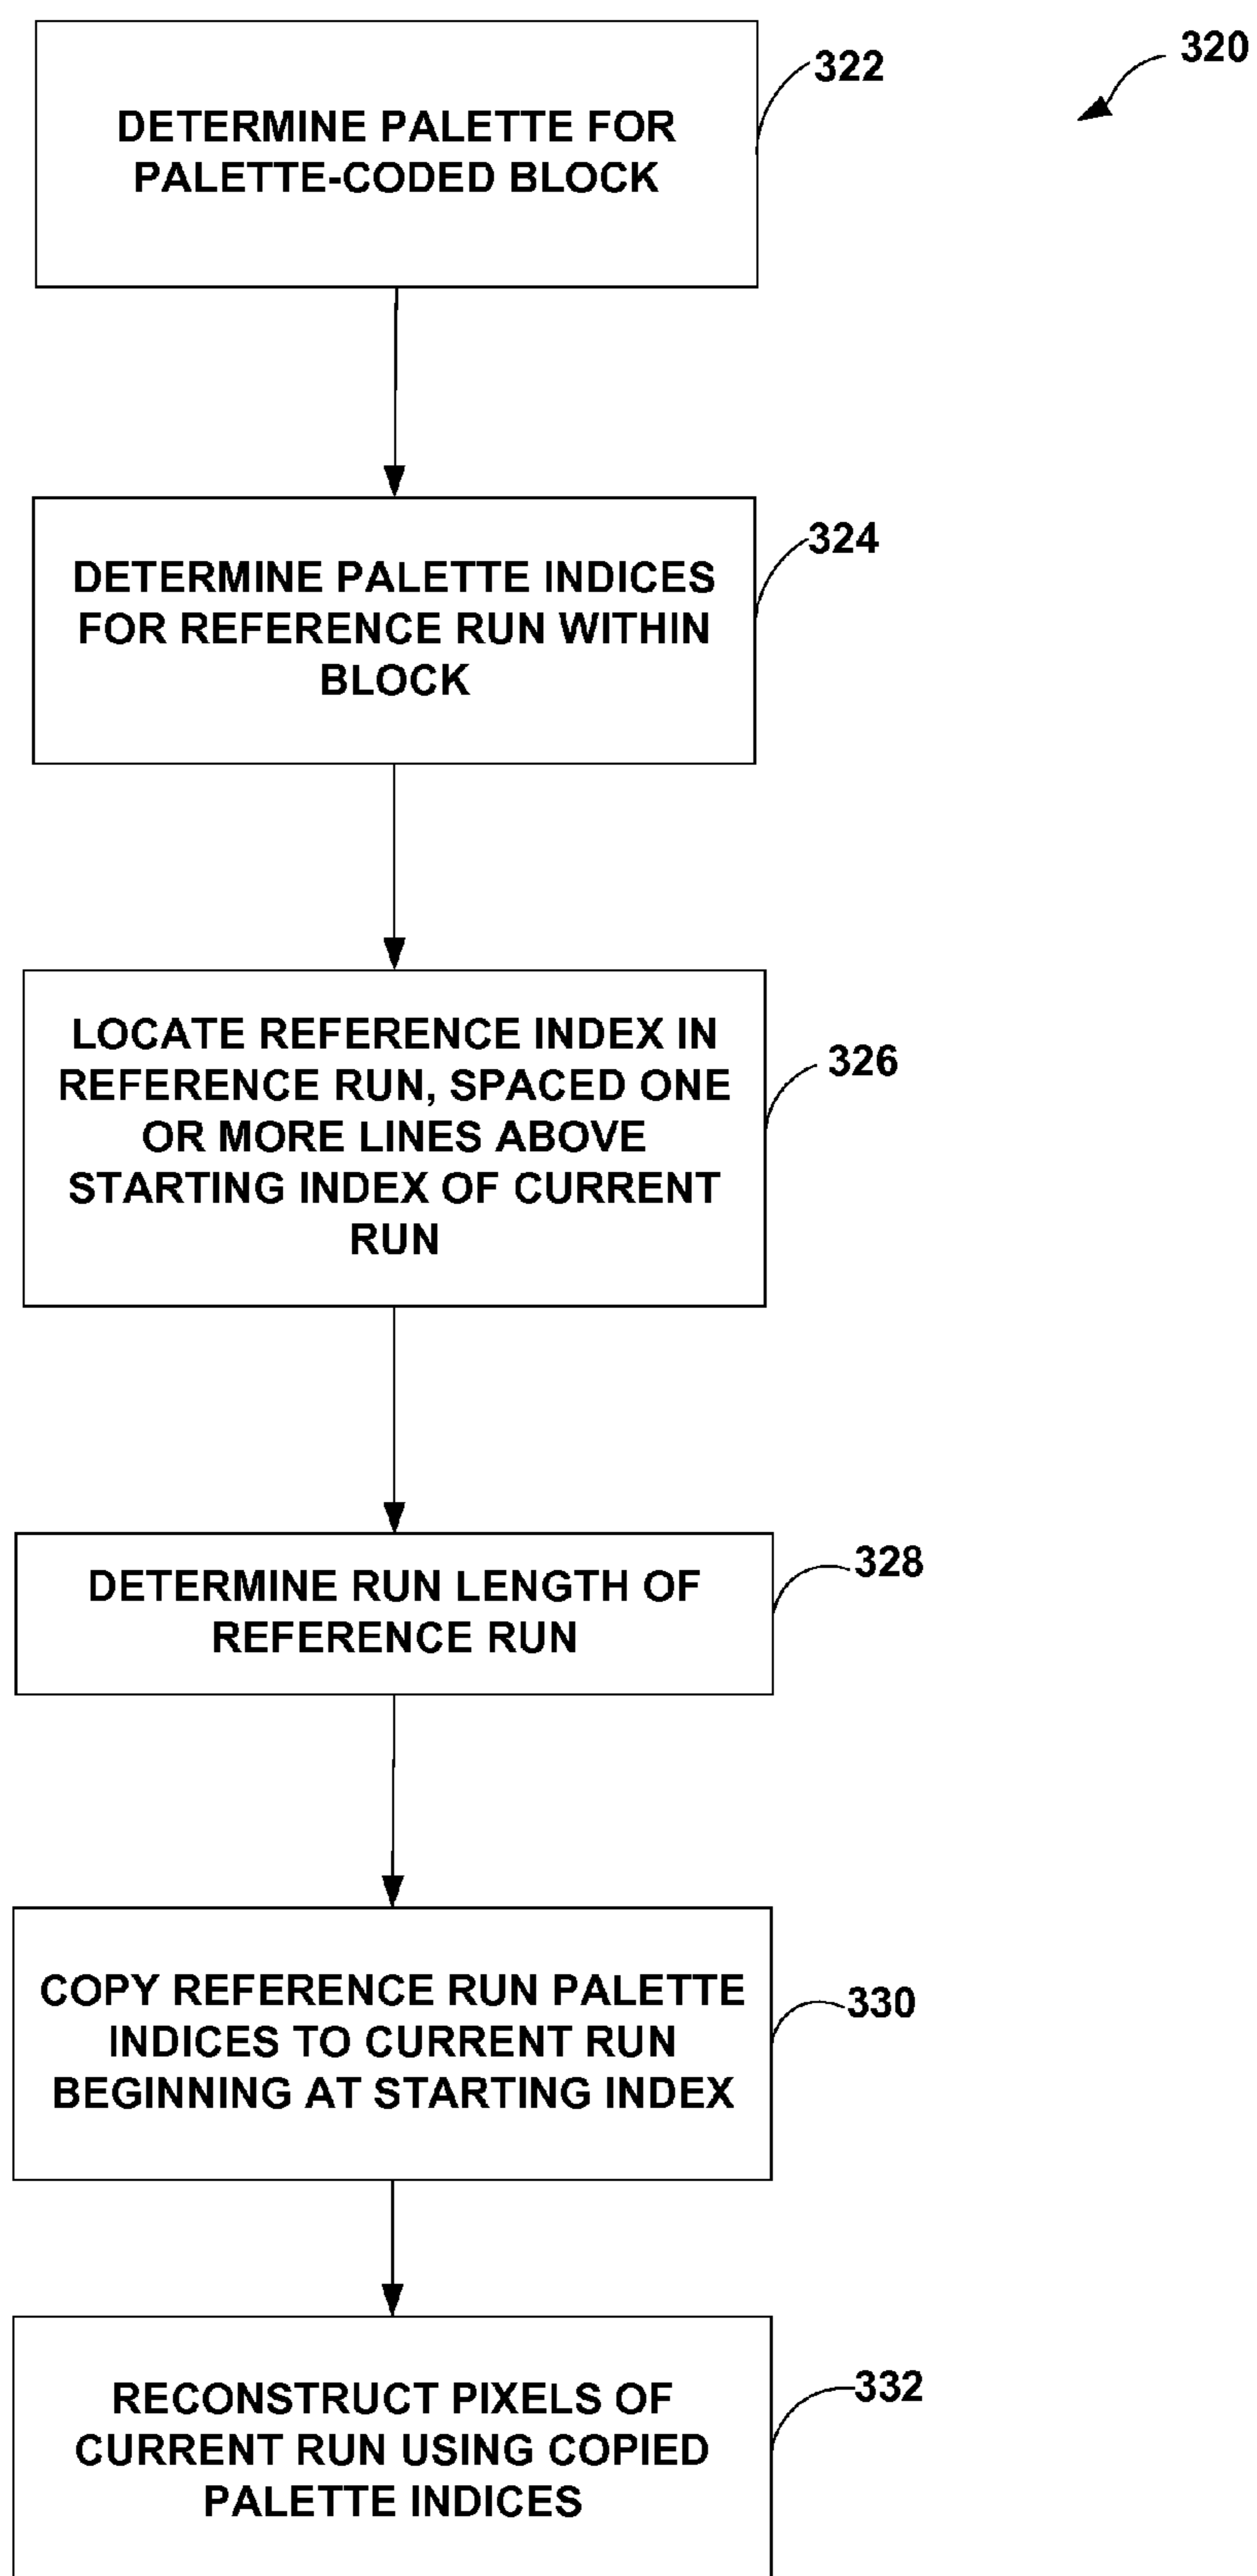 320
322
DETERMINE PALETTE FOR
PALETTE-CODED BLOCK
324
DETERMINE PALETTE INDICES
FOR REFERENCE RUN WITHIN
BLOCK
326
LOCATE REFERENCE INDEX IN
REFERENCE RUN, SPACED ONE
OR MORE LINES ABOVE
STARTING INDEX OF CURRENT
RUN
328
DETERMINE RUN LENGTH OF
REFERENCE RUN
330
COPY REFERENCE RUN PALETTE
INDICES TO CURRENT RUN
BEGINNING AT STARTING INDEX
332
RECONSTRUCT PIXELS OF
CURRENT RUN USING COPIED
PALETTE INDICES